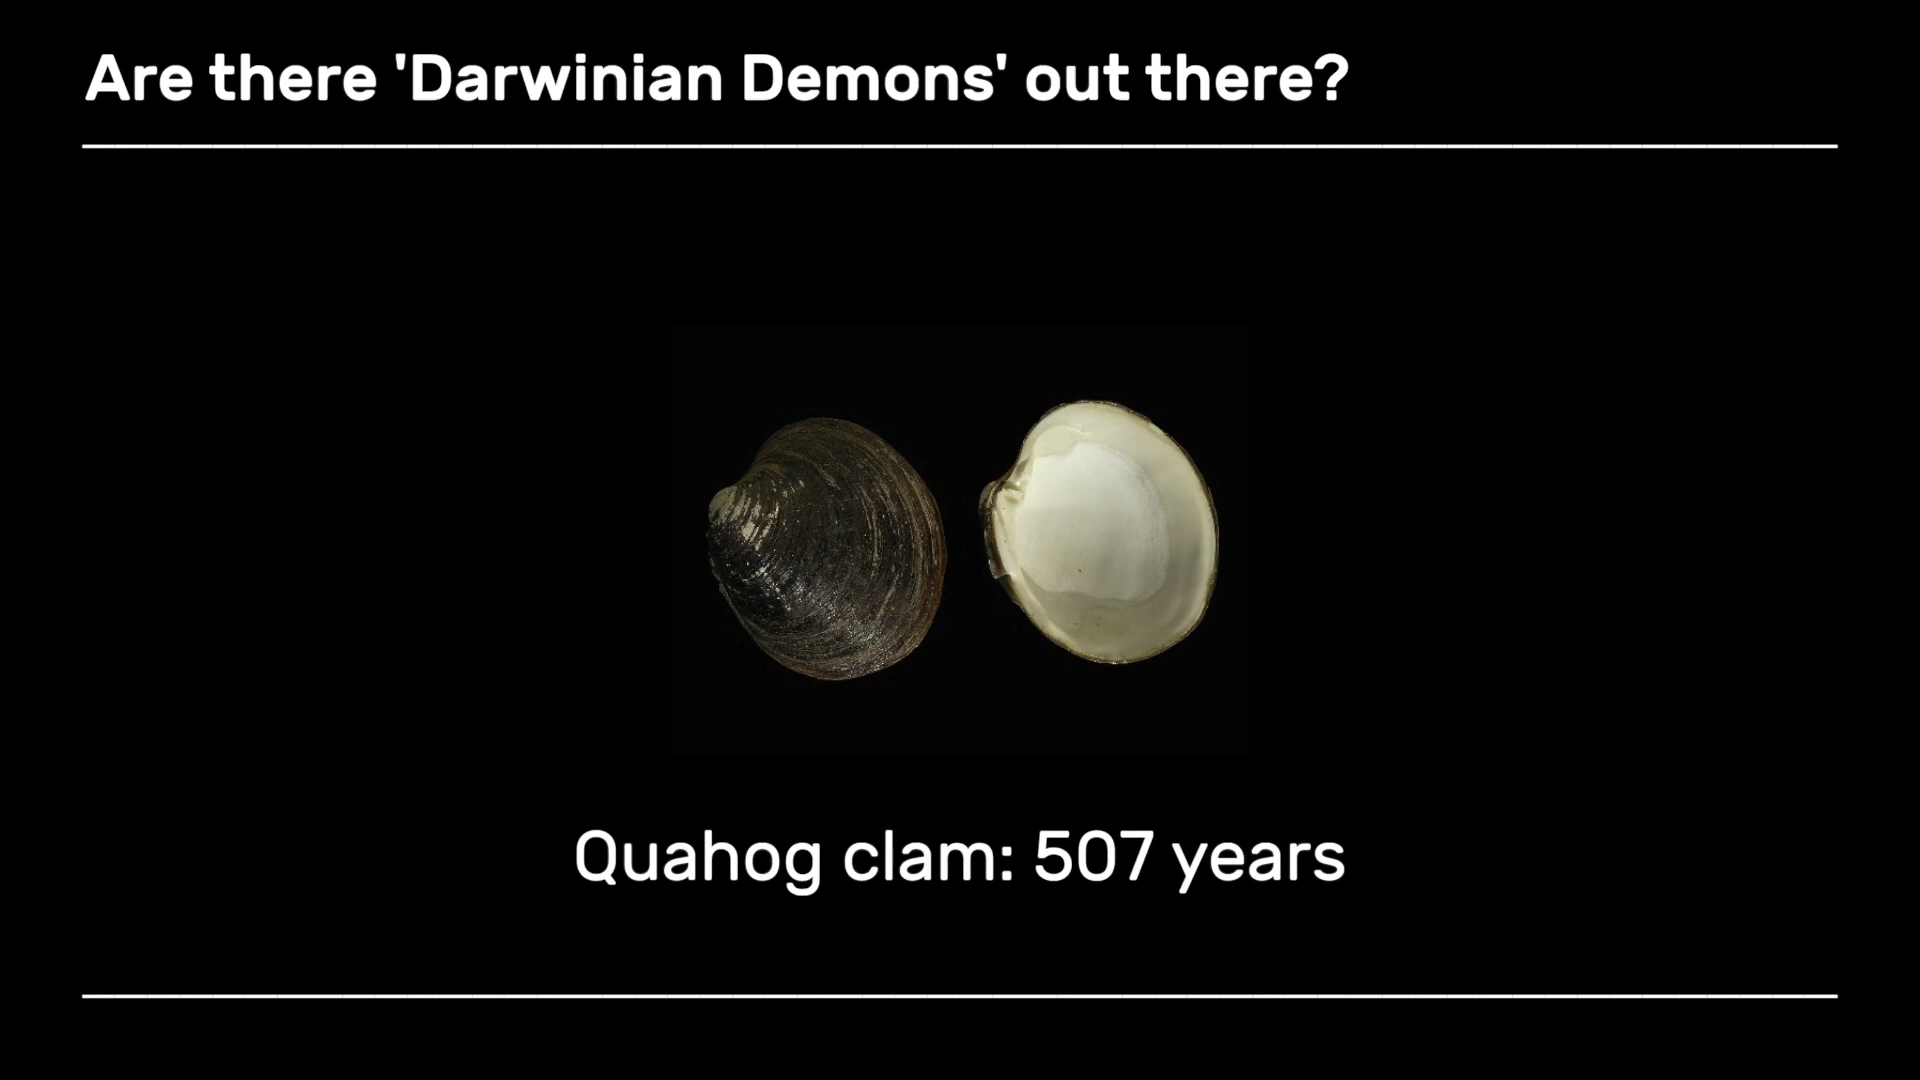 Are there 'Darwinian Demons' out there?
Quahog clam: 507 years